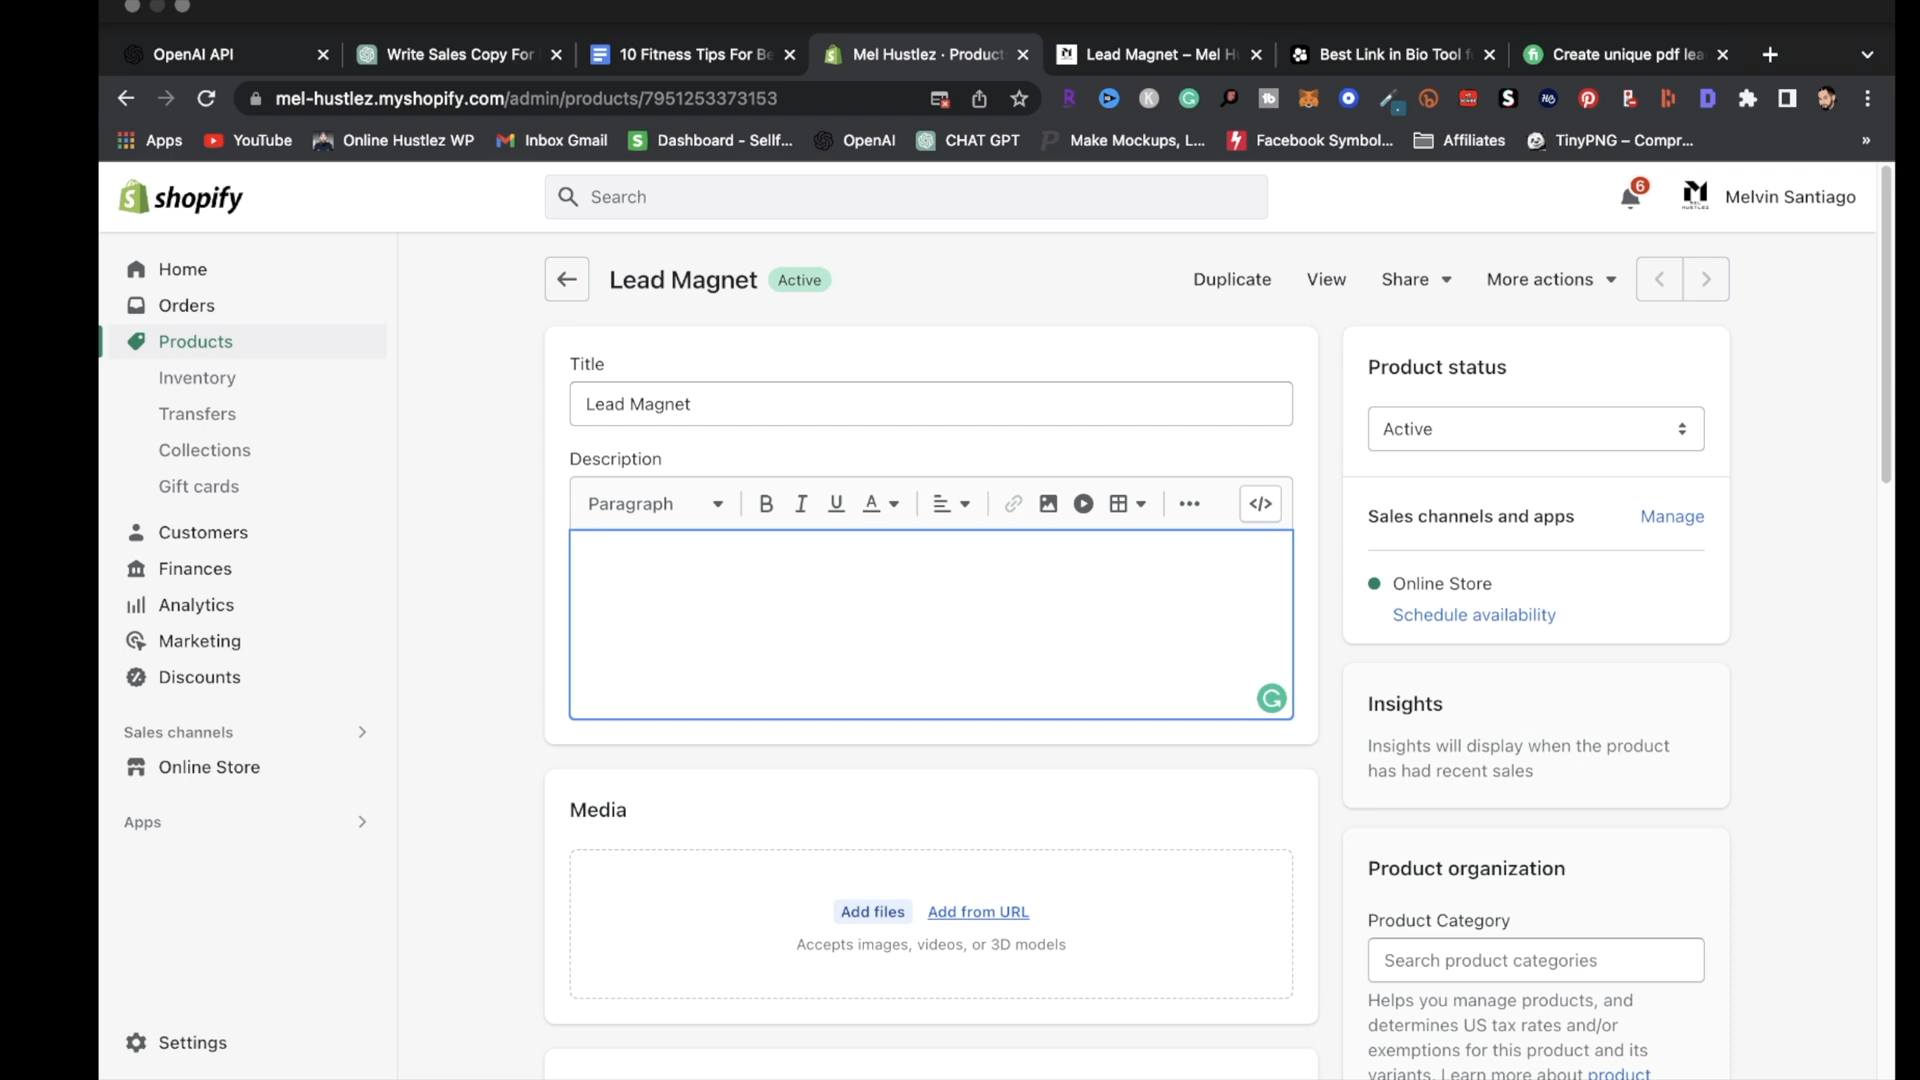 OpenAI API
Write Sales Copy For
10 Fitness Tips For Be
Mel Hustlez · Product
Lead Magnet – Mel H
Best Link in Bio Tool f
Create unique pdf lea
mel-hustlez.myshopify.com/admin/products/7951253373153
Apps
YouTube
Online Hustlez WP
Inbox Gmail
Dashboard - Sellf...
OpenAI
CHAT GPT
Make Mockups, L...
Facebook Symbol...
Affiliates
TinyPNG – Compr...
»
shopify
Search
6
Melvin Santiago
Home
Orders
Products
Inventory
Transfers
Collections
Gift cards
Customers
Finances
Analytics
Marketing
Discounts
Sales channels
Online Store
Apps
Settings
Lead Magnet
Active
Duplicate
View
Share
More actions
Title
Lead Magnet
Description
Paragraph
B I U A
</>
Media
Add files
Add from URL
Accepts images, videos, or 3D models
Product status
Active
Sales channels and apps
Manage
Online Store
Schedule availability
Insights
Insights will display when the product
has had recent sales
Product organization
Product Category
Search product categories
Helps you manage products, and
determines US tax rates and/or
exemptions for this product and its
variants. Learn more about product